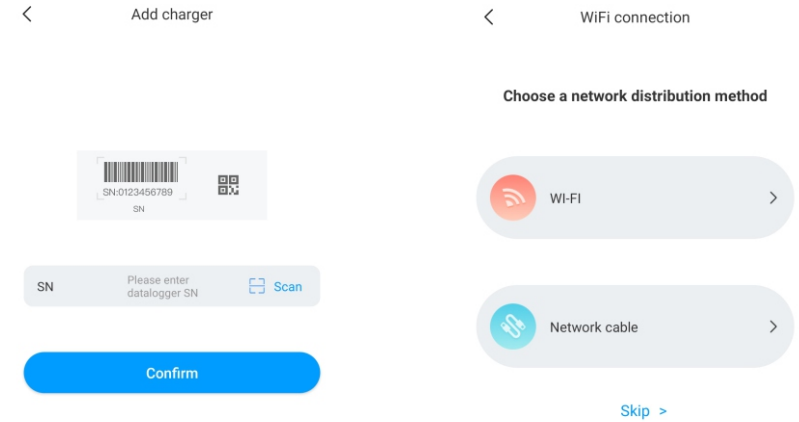 Add charger
SN:0123456789
SN
SN
Please enter
datalogger SN
Scan
Confirm
WiFi connection
Choose a network distribution method
WI-FI
Network cable
Skip >